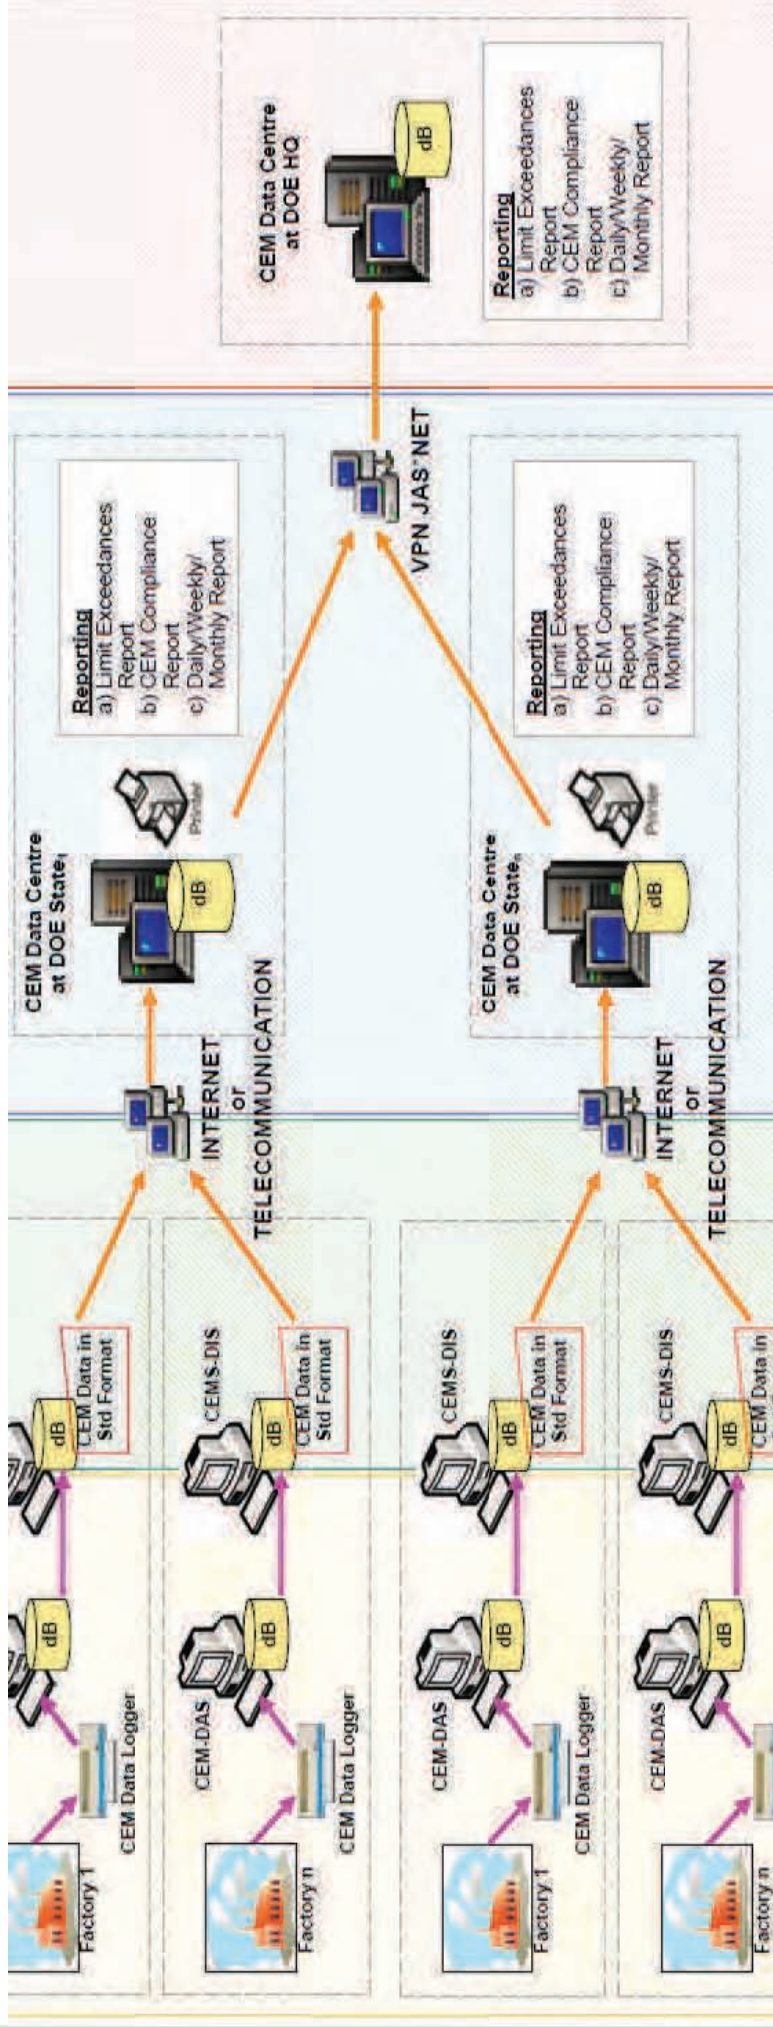 Factory 1
CEM Data Logger
dB
dB
CEM Data in
Std Format
CEM-DAS
Factory n
CEM Data Logger
dB
CEMS-DIS
dB
CEM Data in
Std Format
INTERNET
or
TELECOMMUNICATION
CEM Data Centre
at DOE State
dB
Printer
Reporting
a) Limit Exceedances
Report
b) CEM Compliance
Report
c) Daily/Weekly/
Monthly Report
VPN JAS*NET
CEM Data Centre
at DOE HQ
dB
Reporting
a) Limit Exceedances
Report
b) CEM Compliance
Report
c) Daily/Weekly/
Monthly Report
CEM-DAS
Factory 1
CEM Data Logger
dB
CEMS-DIS
dB
CEM Data in
Std Format
INTERNET
or
TELECOMMUNICATION
CEM Data Centre
at DOE State
dB
Printer
Reporting
a) Limit Exceedances
Report
b) CEM Compliance
Report
c) Daily/Weekly/
Monthly Report
CEM-DAS
Factory n
dB
CEMS-DIS
dB
CEM Data in